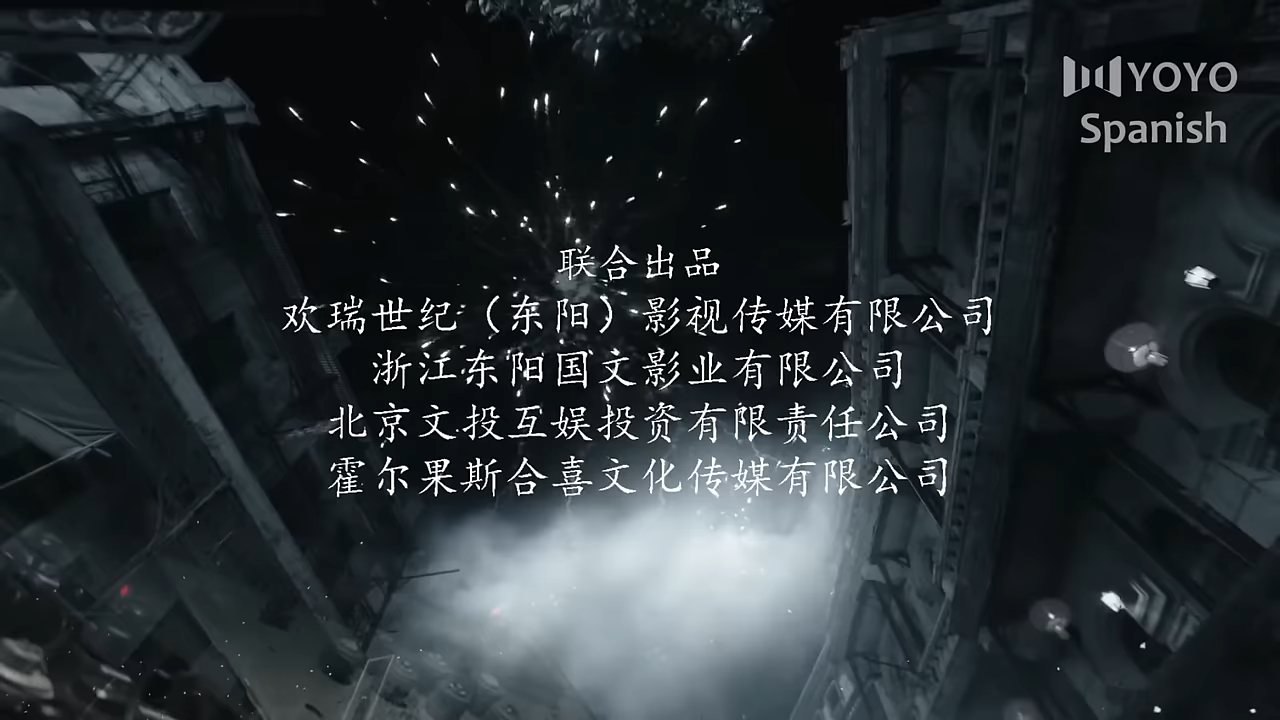 YOYO
Spanish
联合出品
欢瑞世纪（东阳）影视传媒有限公司
浙江东阳国文影业有限公司
北京文投互娱投资有限责任公司
霍尔果斯合喜文化传媒有限公司